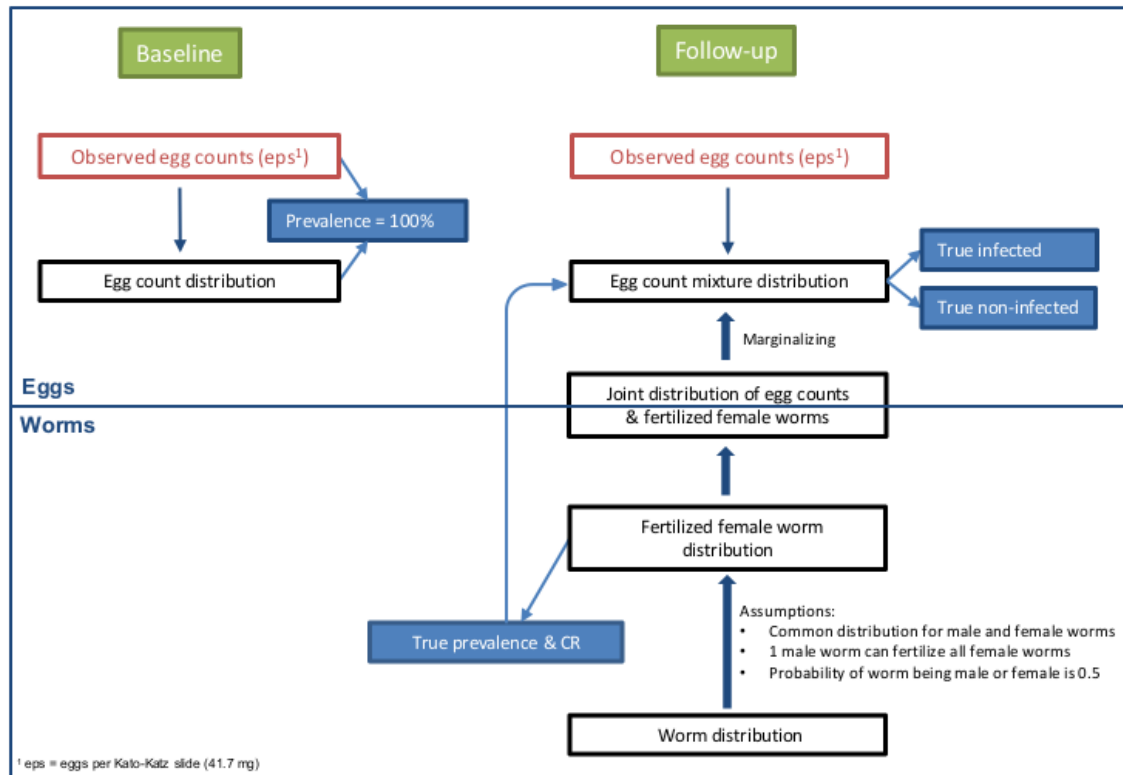 Baseline
Follow-up
Observed egg counts (eps¹)
Observed egg counts (eps¹)
Prevalence = 100%
True infected
Egg count distribution
Egg count mixture distribution
True non-infected
Marginalizing
Eggs
Joint distribution of egg counts
& fertilized female worms
Worms
Fertilized female worm
distribution
Assumptions:
• Common distribution for male and female worms
• 1 male worm can fertilize all female worms
• Probability of worm being male or female is 0.5
True prevalence & CR
Worm distribution
¹ eps = eggs per Kato-Katz slide (41.7 mg)